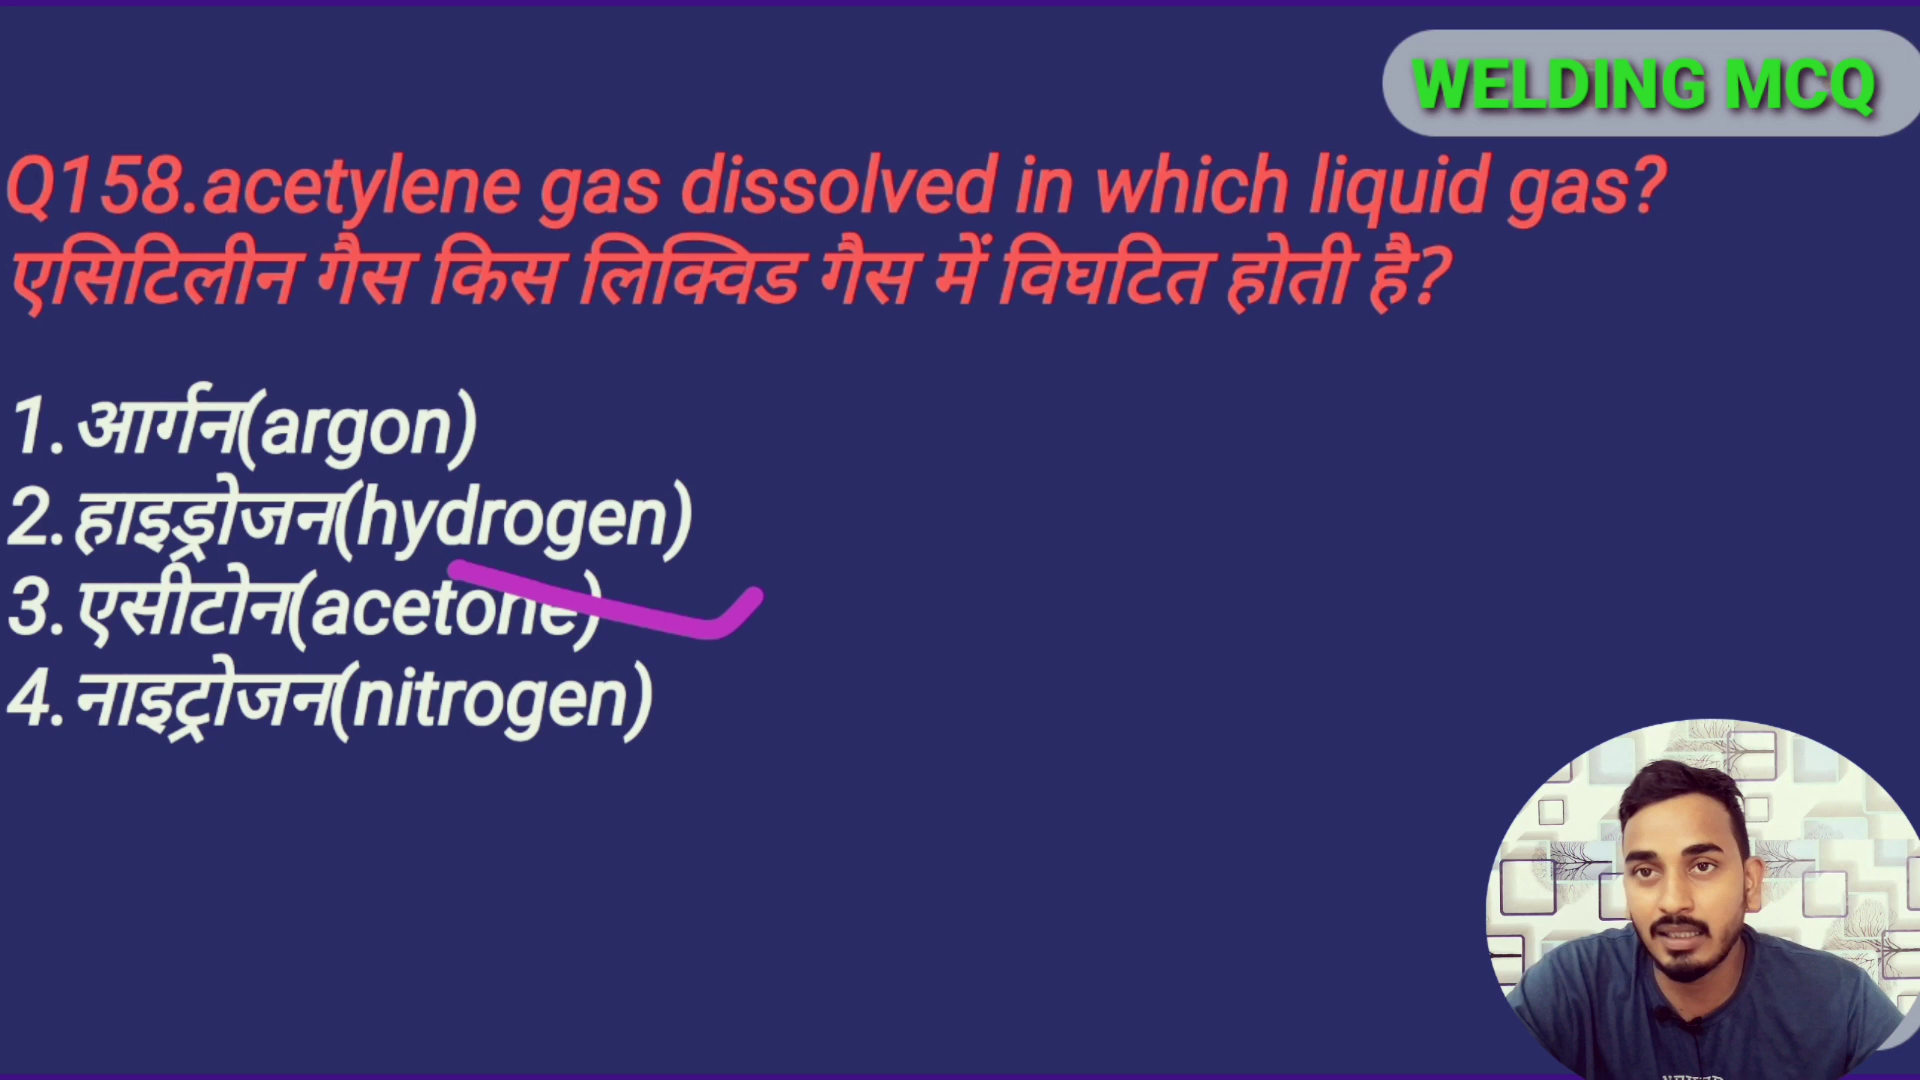 WELDING MCQ
Q158.acetylene gas dissolved in which liquid gas?
एसिटिलीन गैस किस लिक्विड गैस में विघटित होती है?
1.आर्गन(argon)
2.हाइड्रोजन(hydrogen)
3.एसीटोन(acetone)
4.नाइट्रोजन(nitrogen)